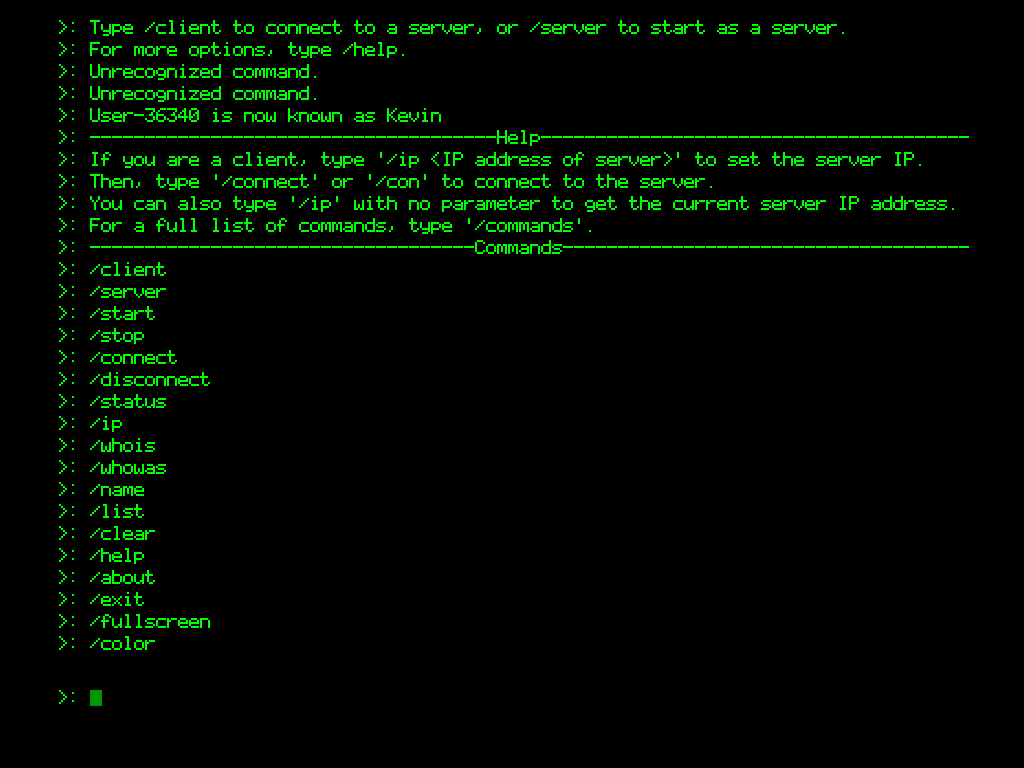 >: Type /client to connect to a server, or /server to start as a server.
>: For more options, type /help.
>: Unrecognized command.
>: Unrecognized command.
>: User-36340 is now known as Kevin
>: -------------------------------------Help---------------------------------------
>: If you are a client, type '/ip <IP address of server>' to set the server IP.
>: Then, type '/connect' or '/con' to connect to the server.
>: You can also type '/ip' with no parameter to get the current server IP address.
>: For a full list of commands, type '/commands'.
>: -----------------------------------Commands-------------------------------------
>: /client
>: /server
>: /start
>: /stop
>: /connect
>: /disconnect
>: /status
>: /ip
>: /whois
>: /whowas
>: /name
>: /list
>: /clear
>: /help
>: /about
>: /exit
>: /fullscreen
>: /color
>: